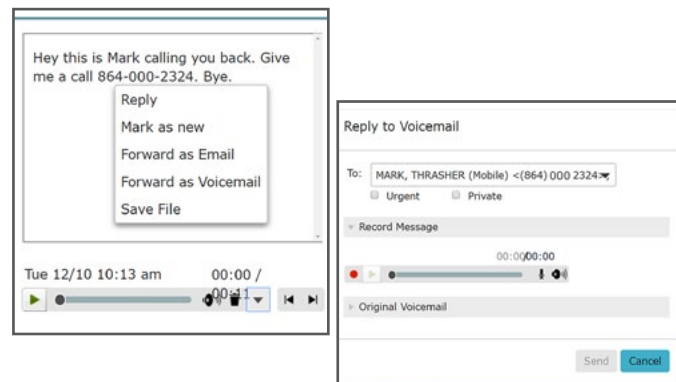 Hey this is Mark calling you back. Give
me a call 864-000-2324. Bye.
Reply
Mark as new
Forward as Email
Forward as Voicemail
Save File
Tue 12/10 10:13 am
00:00 /
00:11
Reply to Voicemail
To: MARK, THRASHER (Mobile) <(864) 000 2324>
Urgent Private
Record Message
00:00/00:00
Original Voicemail
Send Cancel